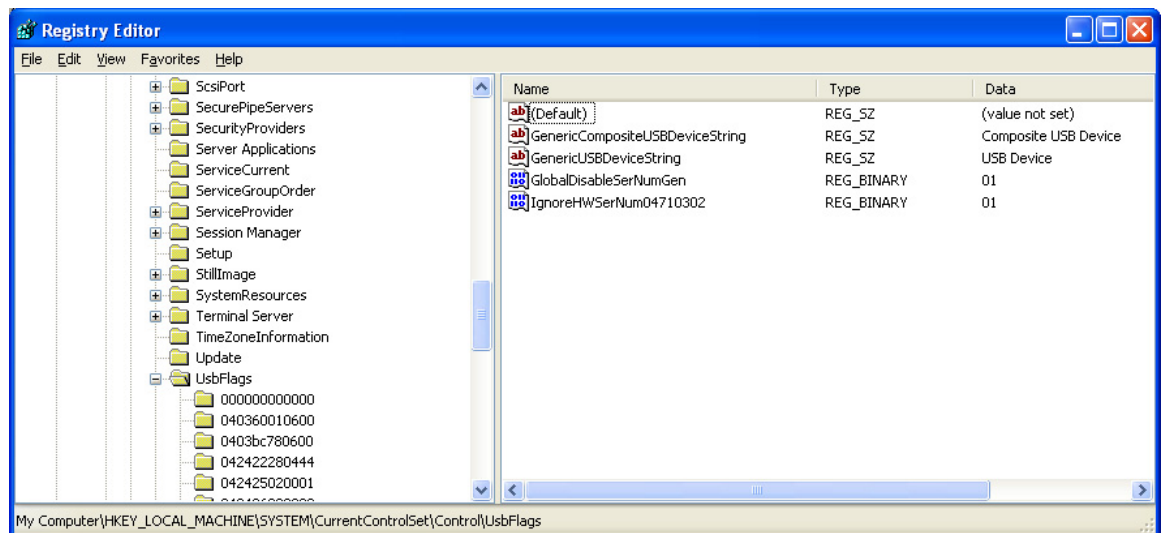 Registry Editor
File Edit View Favorites Help
ScsiPort
SecurePipeServers
SecurityProviders
Server Applications
ServiceCurrent
ServiceGroupOrder
ServiceProvider
Session Manager
Setup
StillImage
SystemResources
Terminal Server
TimeZoneInformation
Update
UsbFlags
000000000000
040360010600
0403bc780600
042422280444
042425020001
Name Type Data
(Default) REG_SZ (value not set)
GenericCompositeUSBDeviceString REG_SZ Composite USB Device
GenericUSBDeviceString REG_SZ USB Device
GlobalDisableSerNumGen REG_BINARY 01
IgnoreHWSerNum04710302 REG_BINARY 01
My Computer\HKEY_LOCAL_MACHINE\SYSTEM\CurrentControlSet\Control\UsbFlags